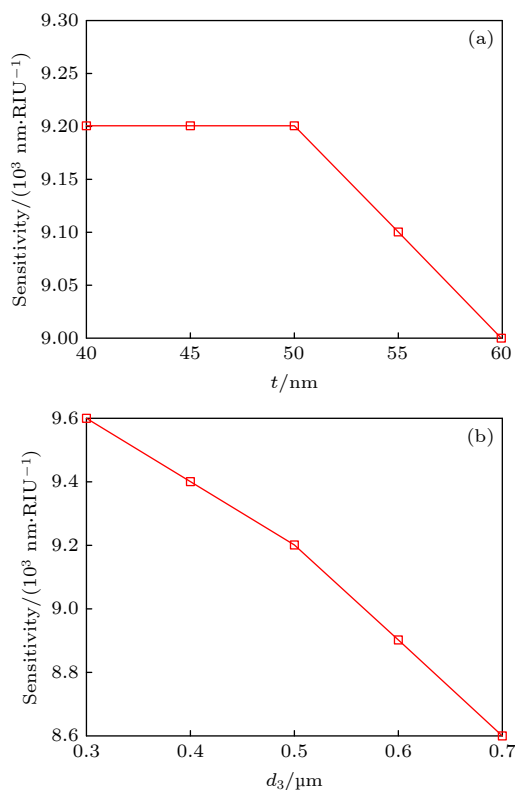 (a)
9.30
9.25
9.20
9.15
9.10
9.05
9.00
Sensitivity/(10³ nm·RIU⁻¹)
40 45 50 55 60
t/nm
(b)
9.6
9.4
9.2
9.0
8.8
8.6
Sensitivity/(10³ nm·RIU⁻¹)
0.3 0.4 0.5 0.6 0.7
d₃/µm